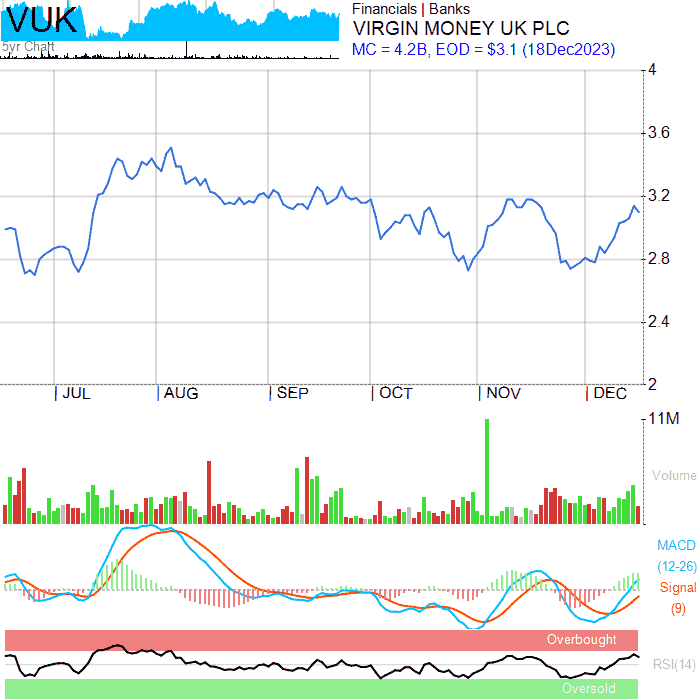 VUK
5yr Chart
Financials | Banks
VIRGIN MONEY UK PLC
MC = 4.2B, EOD = $3.1 (18Dec2023)
4
3.6
3.2
2.8
2.4
2
JUL AUG SEP OCT NOV DEC
11M
Volume
MACD
(12-26)
Signal
(9)
Overbought
RSI(14)
Oversold